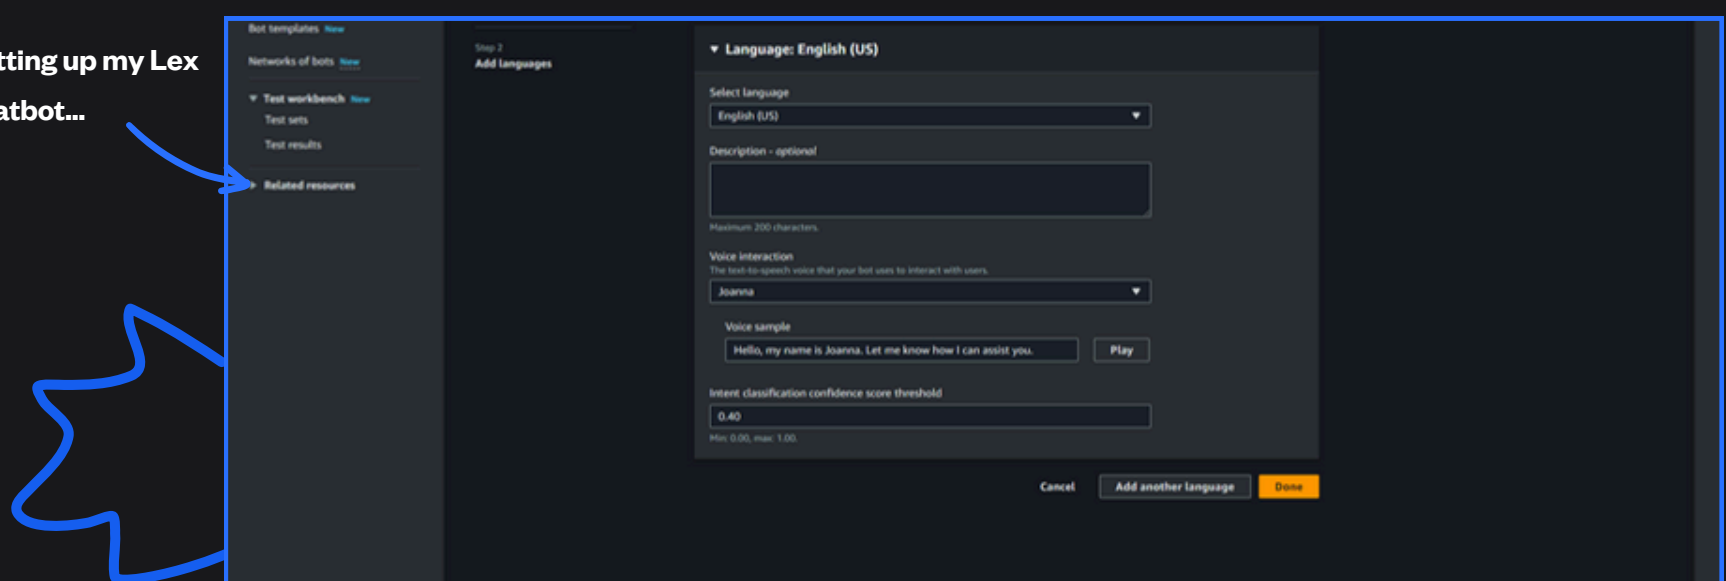 tting up my Lex
atbot...
Bot templates New
Networks of bots New
Test workbench New
Test sets
Test results
Related resources
Step 2
Add languages
Language: English (US)
Select language
English (US)
Description - optional
Maximum 200 characters.
Voice interaction
The text-to-speech voice that your bot uses to interact with users.
Joanna
Voice sample
Hello, my name is Joanna. Let me know how I can assist you.
Play
Intent classification confidence score threshold
0.40
Min: 0.00, max: 1.00.
Cancel
Add another language
Done